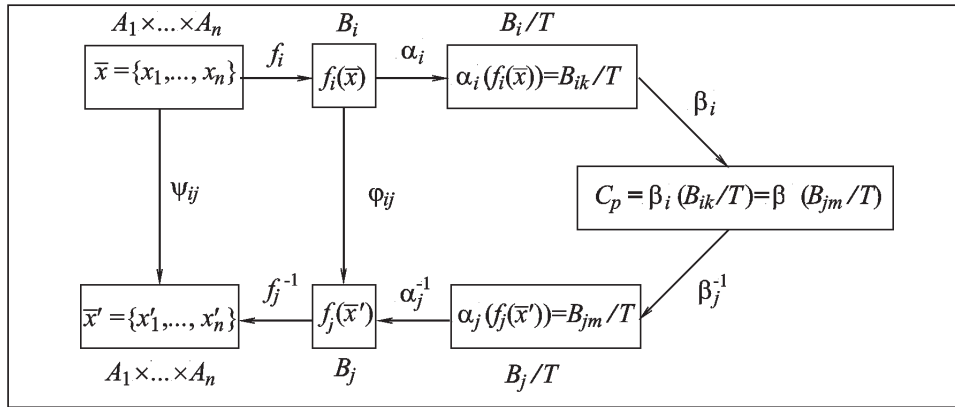 A₁×...×Aₙ
Bᵢ
Bᵢ/T
x̅ = {x₁,..., xₙ}
fᵢ
fᵢ(x̅)
αᵢ
αᵢ(fᵢ(x̅))=Bᵢₖ/T
βᵢ
ψᵢⱼ
φᵢⱼ
Cₚ = βᵢ (Bᵢₖ/T)=β (Bⱼₘ/T)
x̅′ = {x′₁,..., x′ₙ}
fⱼ⁻¹
fⱼ(x̅′)
αⱼ⁻¹
αⱼ(fⱼ(x̅′))=Bⱼₘ/T
βⱼ⁻¹
A₁×...×Aₙ
Bⱼ
Bⱼ/T